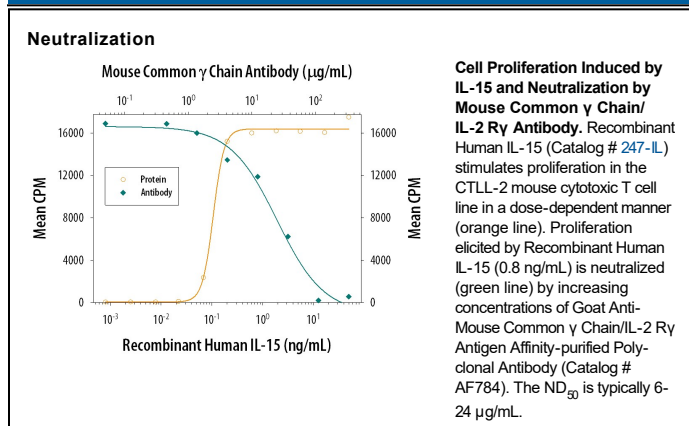 Neutralization
Mouse Common γ Chain Antibody (µg/mL)
10⁻¹ 10⁰ 10¹ 10²
16000 16000
12000 12000
8000 8000
4000 4000
0 0
Mean CPM
Mean CPM
Protein
Antibody
10⁻³ 10⁻² 10⁻¹ 10⁰ 10¹
Recombinant Human IL-15 (ng/mL)
Cell Proliferation Induced by
IL-15 and Neutralization by
Mouse Common γ Chain/
IL-2 Rγ Antibody. Recombinant
Human IL-15 (Catalog # 247-IL)
stimulates proliferation in the
CTLL-2 mouse cytotoxic T cell
line in a dose-dependent manner
(orange line). Proliferation
elicited by Recombinant Human
IL-15 (0.8 ng/mL) is neutralized
(green line) by increasing
concentrations of Goat Anti-
Mouse Common γ Chain/IL-2 Rγ
Antigen Affinity-purified Poly-
clonal Antibody (Catalog #
AF784). The ND₅₀ is typically 6-
24 µg/mL.